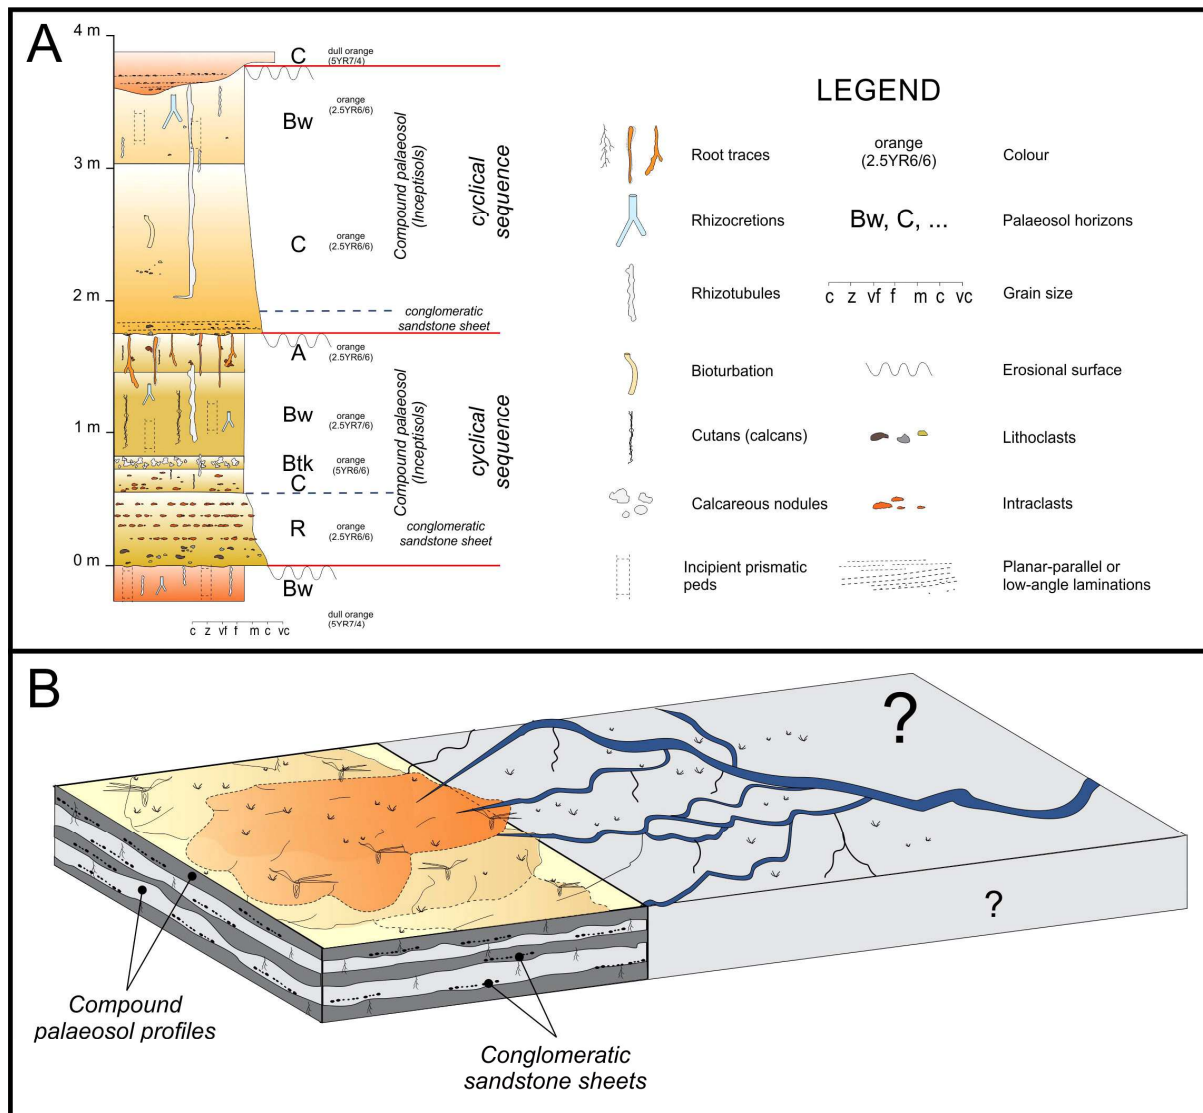 A
4 m
3 m
2 m
1 m
0 m
C
dull orange
(5YR7/4)
Bw
orange
(2.5YR6/6)
C
orange
(2.5YR6/6)
Compound palaeosol
(Inceptisols)
cyclical
sequence
conglomeratic
sandstone sheet
A
orange
(2.5YR6/6)
Bw
orange
(2.5YR7/6)
Btk
orange
(5YR6/6)
C
Compound palaeosol
(Inceptisols)
cyclical
sequence
R
orange
(2.5YR6/6)
conglomeratic
sandstone sheet
Bw
dull orange
(5YR7/4)
c z vf f m c vc
LEGEND
Root traces
orange
(2.5YR6/6)
Colour
Rhizocretions
Bw, C, ...
Palaeosol horizons
Rhizotubules
c z vf f m c vc
Grain size
Bioturbation
Erosional surface
Cutans (calcans)
Lithoclasts
Calcareous nodules
Intraclasts
Incipient prismatic
peds
Planar-parallel or
low-angle laminations
B
?
?
Compound
palaeosol profiles
Conglomeratic
sandstone sheets